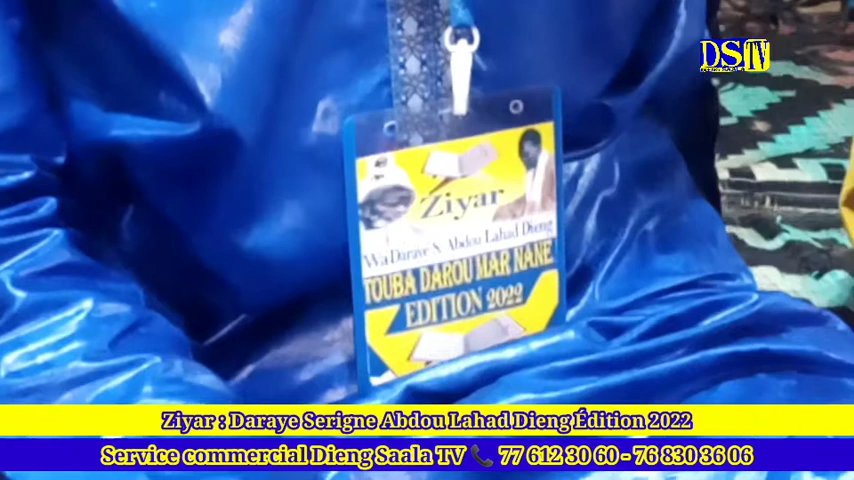 DSTV
Ziyar
Wa Daraye S. Abdou Lahad Dieng
TOUBA DAROU MAR NANE
EDITION 2022
Ziyar : Daraye Serigne Abdou Lahad Dieng Édition 2022
Service commercial Dieng Saala TV 📞 77 612 30 60 - 76 830 36 06